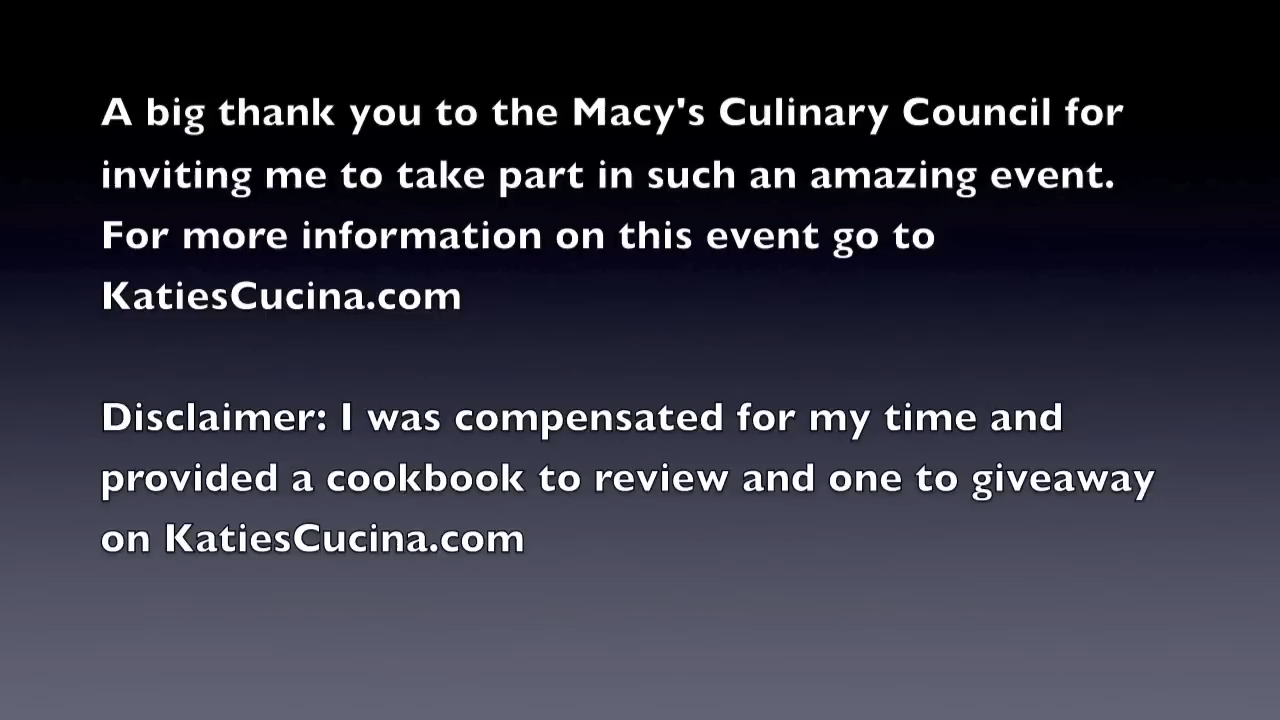 A big thank you to the Macy's Culinary Council for
inviting me to take part in such an amazing event.
For more information on this event go to
KatiesCucina.com
Disclaimer: I was compensated for my time and
provided a cookbook to review and one to giveaway
on KatiesCucina.com